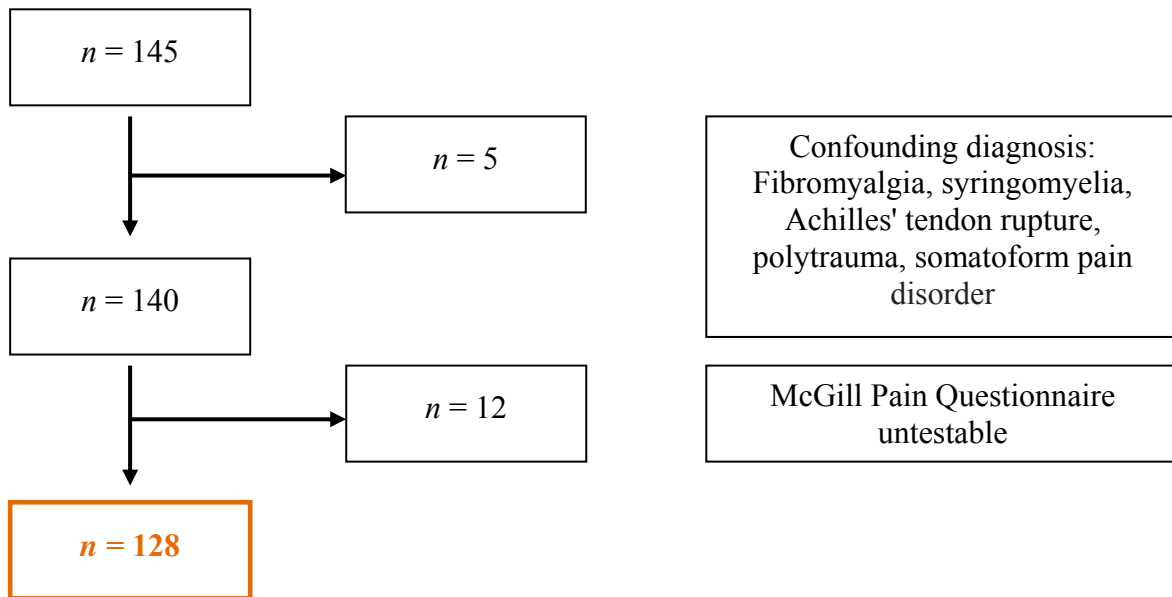 n = 145
n = 5
Confounding diagnosis:
Fibromyalgia, syringomyelia,
Achilles' tendon rupture,
polytrauma, somatoform pain
disorder
n = 140
n = 12
McGill Pain Questionnaire
untestable
n = 128